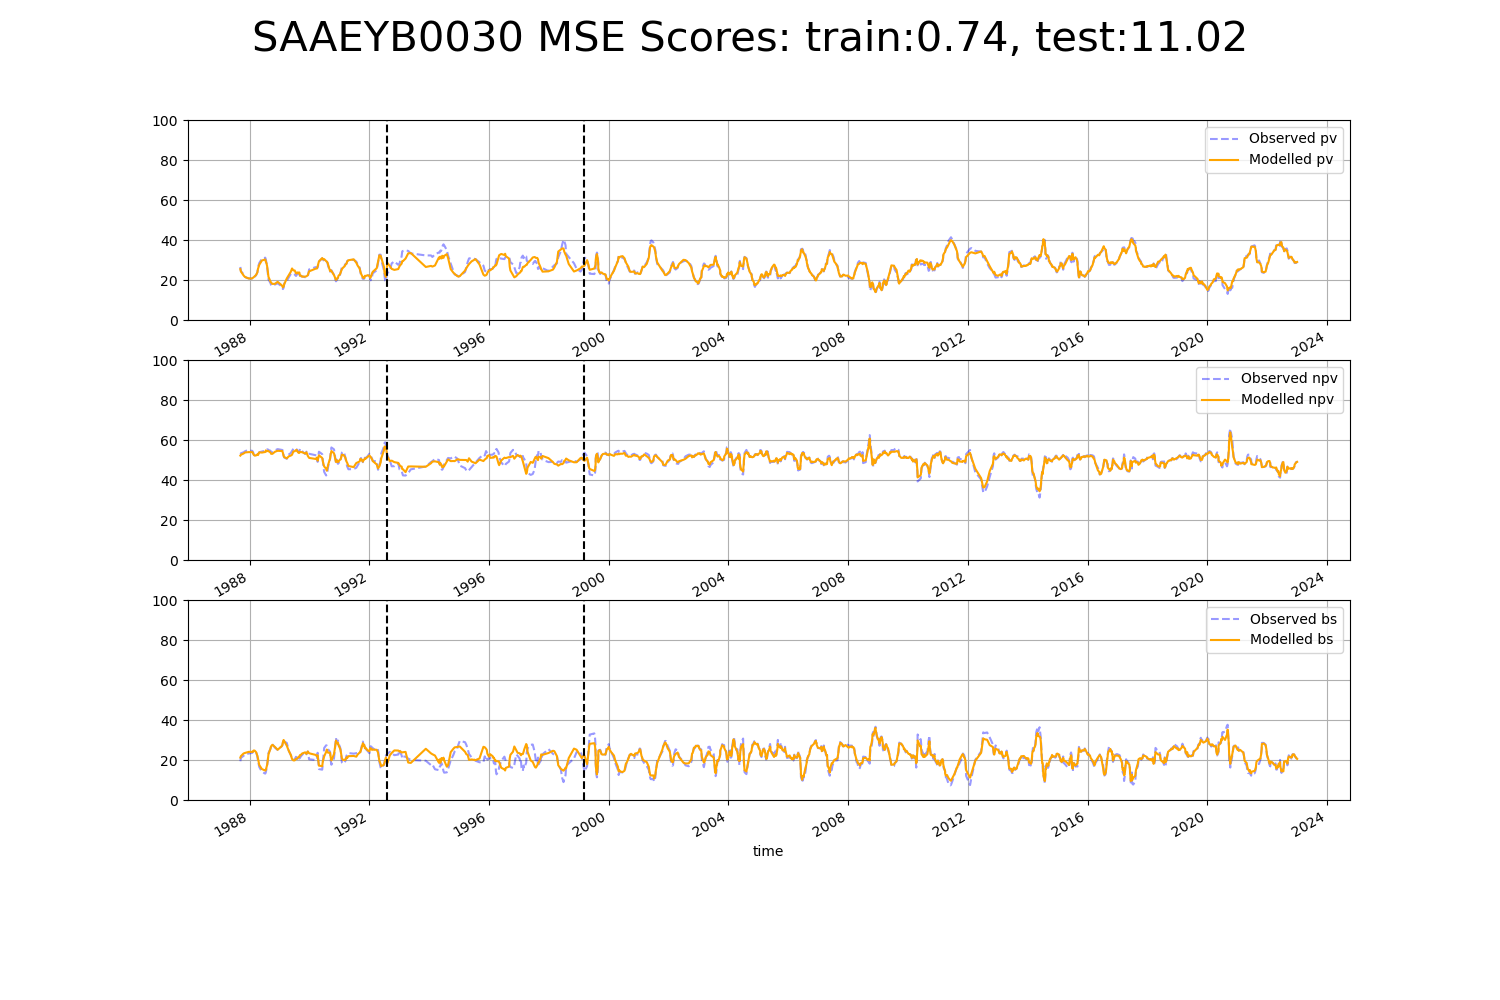 SAAEYB0030 MSE Scores: train:0.74, test:11.02
100
80
60
40
20
0
Observed pv
Modelled pv
1988 1992 1996 2000 2004 2008 2012 2016 2020 2024
100
80
60
40
20
0
Observed npv
Modelled npv
1988 1992 1996 2000 2004 2008 2012 2016 2020 2024
100
80
60
40
20
0
Observed bs
Modelled bs
1988 1992 1996 2000 2004 2008 2012 2016 2020 2024
time